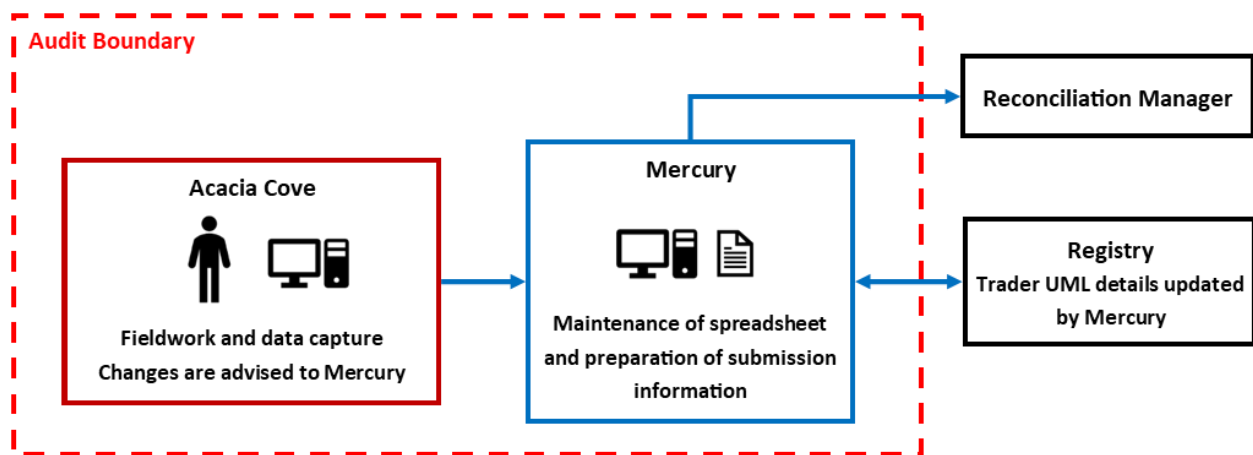 Audit Boundary
Reconciliation Manager
Acacia Cove
Fieldwork and data capture
Changes are advised to Mercury
Mercury
Maintenance of spreadsheet
and preparation of submission
information
Registry
Trader UML details updated
by Mercury